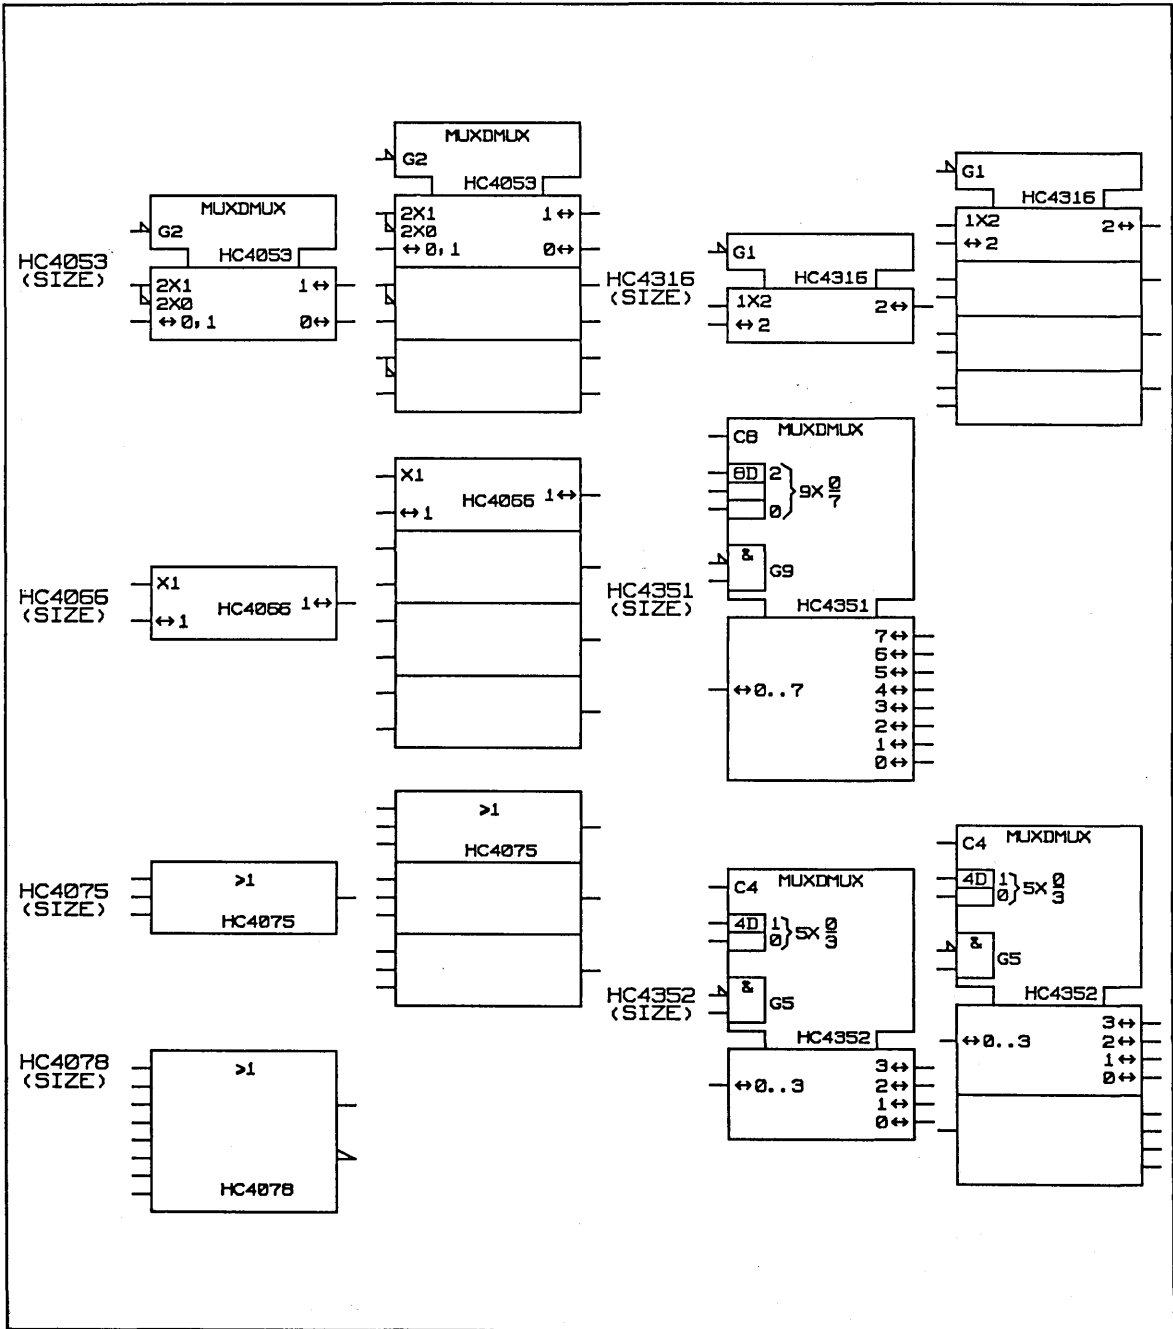 HC4053
(SIZE)
MUXDMUX
G2
HC4053
2X1
2X0
↔0,1
1↔
0↔
MUXDMUX
G2
HC4053
2X1
2X0
↔0,1
1↔
0↔
HC4316
(SIZE)
G1
HC4316
1X2
↔2
2↔
G1
HC4316
1X2
↔2
2↔
HC4066
(SIZE)
X1
↔1
HC4066
1↔
X1
↔1
HC4066
1↔
HC4351
(SIZE)
MUXDMUX
C8
8D
2
0
}9X 0/7
&
G9
HC4351
↔0..7
7↔
6↔
5↔
4↔
3↔
2↔
1↔
0↔
HC4075
(SIZE)
>1
HC4075
>1
HC4075
HC4078
(SIZE)
>1
HC4078
HC4352
(SIZE)
MUXDMUX
C4
4D
1
0
}5X 0/3
&
G5
HC4352
↔0..3
3↔
2↔
1↔
0↔
MUXDMUX
C4
4D
1
0
}5X 0/3
&
G5
HC4352
↔0..3
3↔
2↔
1↔
0↔